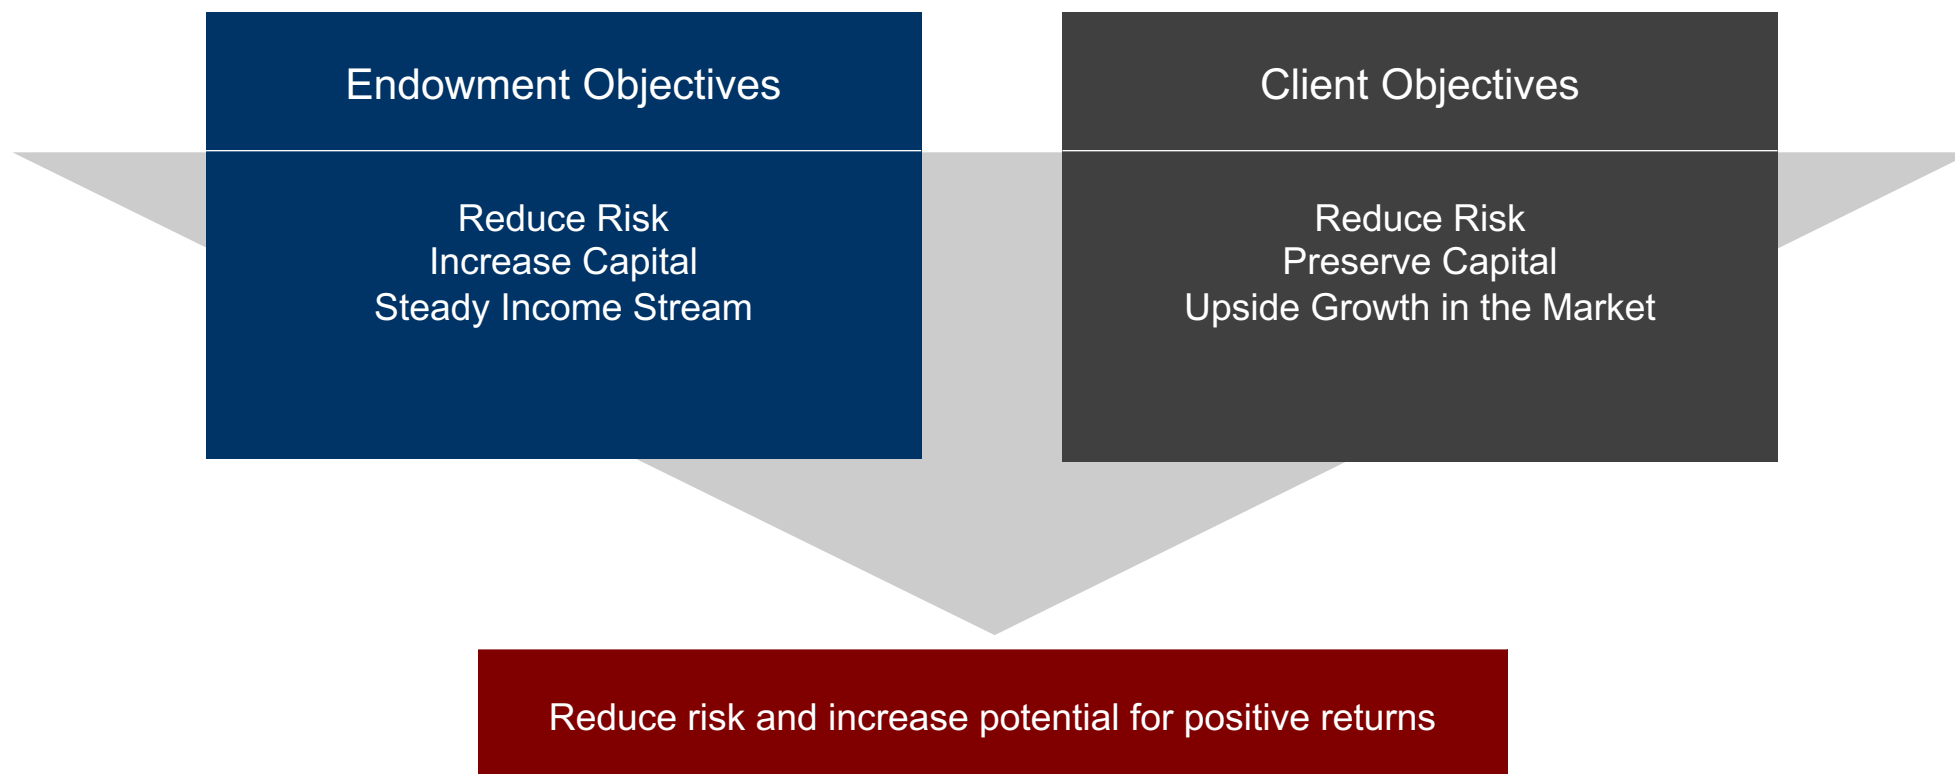 Endowment Objectives
Reduce Risk
Increase Capital
Steady Income Stream
Client Objectives
Reduce Risk
Preserve Capital
Upside Growth in the Market
Reduce risk and increase potential for positive returns